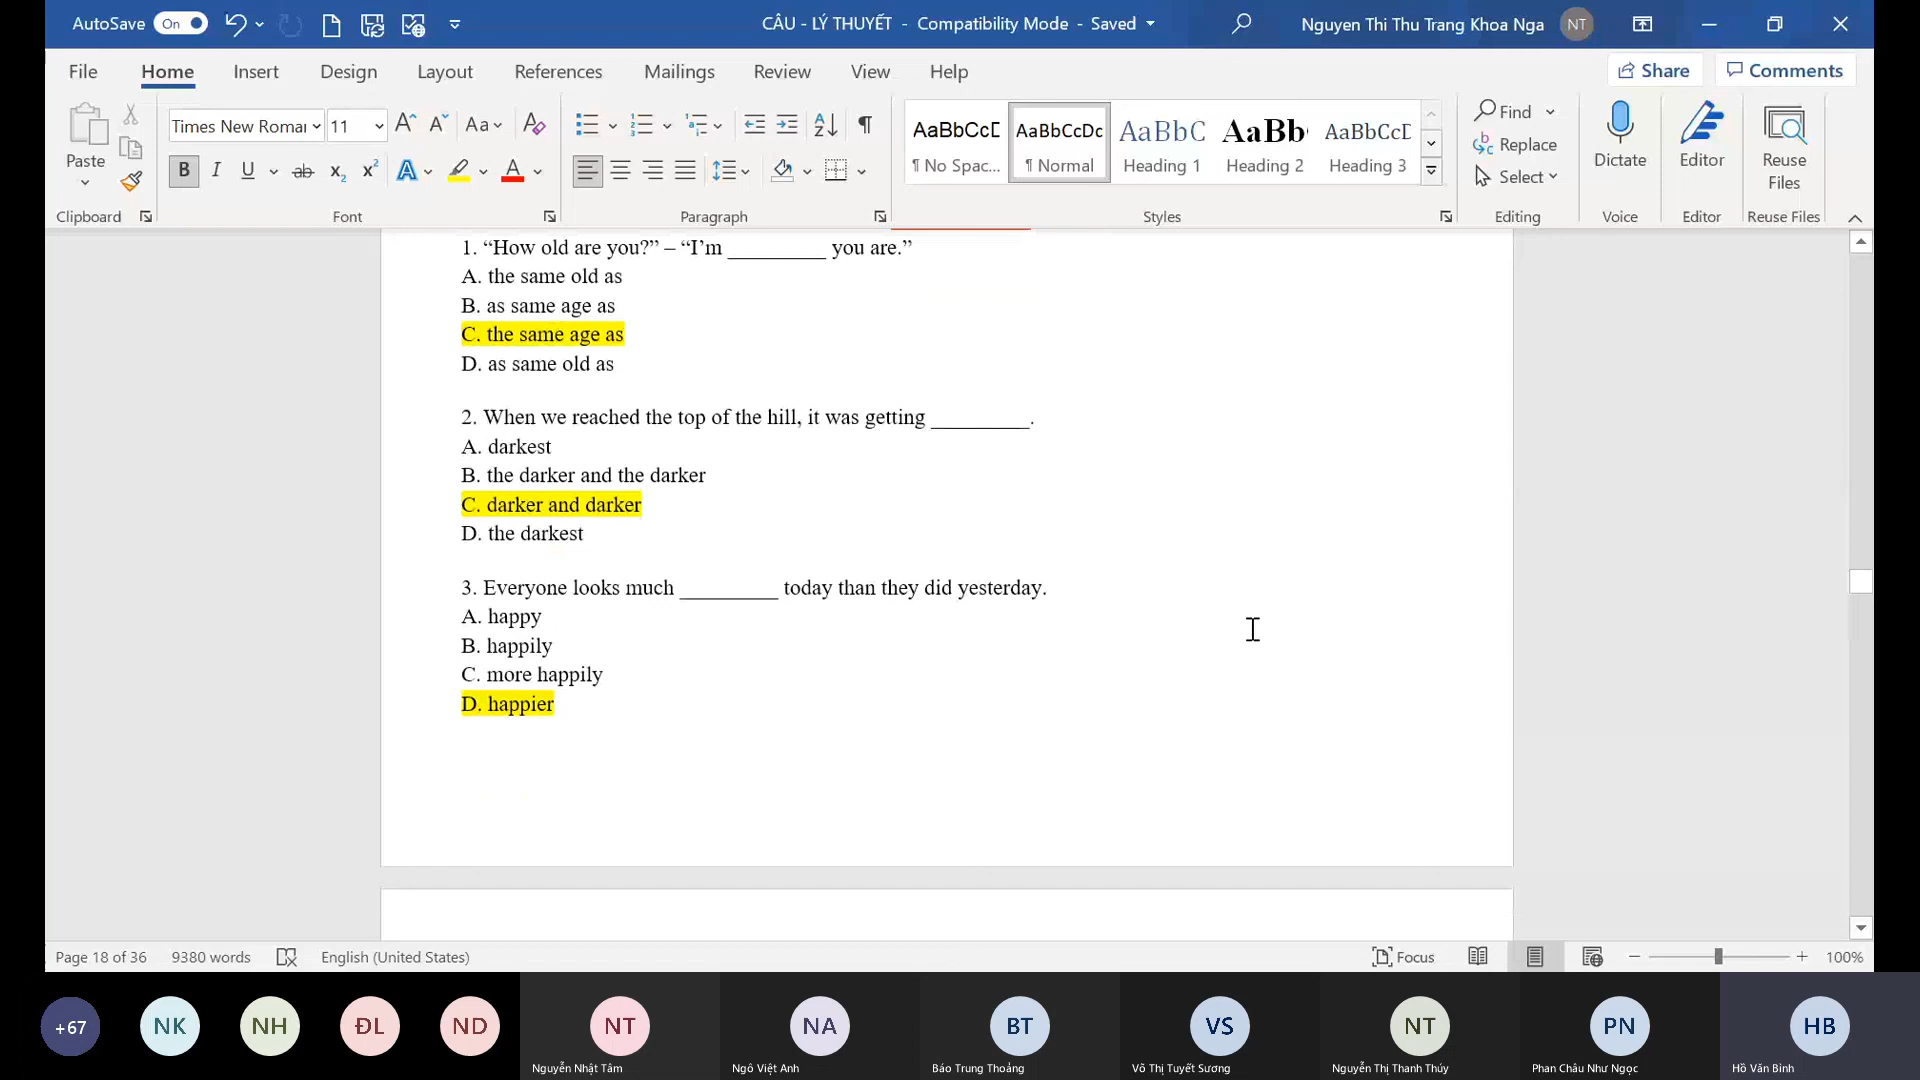 AutoSave On CÂU - LÝ THUYẾT - Compatibility Mode - Saved Nguyen Thi Thu Trang Khoa Nga NT
File Home Insert Design Layout References Mailings Review View Help Share Comments
Times New Roma 11
Paste
AaBbCcD AaBbCcDc AaBbC AaBb AaBbCcD
¶ No Spac... ¶ Normal Heading 1 Heading 2 Heading 3
Find
Replace
Select
Dictate
Editor
Reuse
Files
Clipboard Font Paragraph Styles Editing Voice Editor Reuse Files
1. “How old are you?” – “I’m _________ you are.”
A. the same old as
B. as same age as
C. the same age as
D. as same old as
2. When we reached the top of the hill, it was getting _________.
A. darkest
B. the darker and the darker
C. darker and darker
D. the darkest
3. Everyone looks much _________ today than they did yesterday.
A. happy
B. happily
C. more happily
D. happier
Page 18 of 36 9380 words English (United States) Focus 100%
+67 NK NH ĐL ND NT NA BT VS NT PN HB
Nguyễn Nhật Tâm Ngô Việt Anh Báo Trung Thoảng Võ Thị Tuyết Sương Nguyễn Thị Thanh Thúy Phan Châu Như Ngọc Hồ Văn Bình